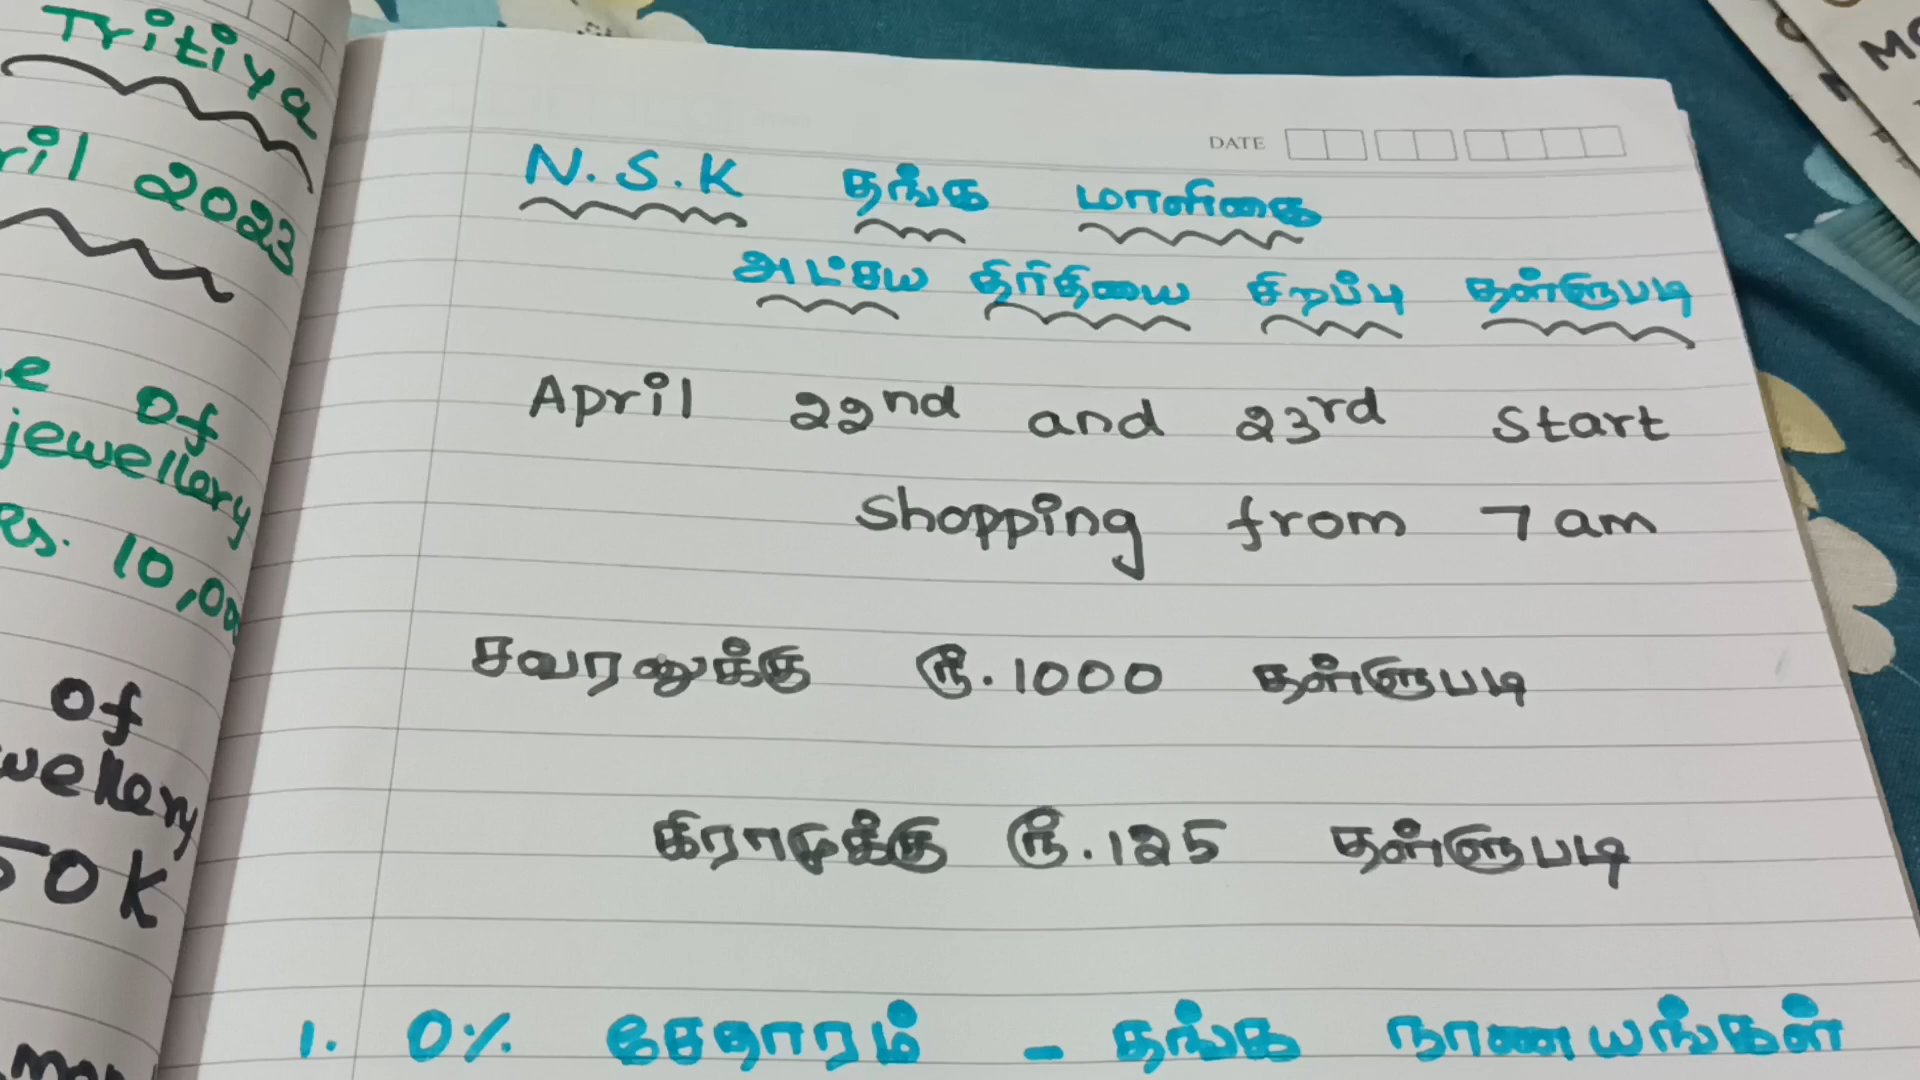 Tritiya
ril 2023
e Of
jewellery
Rs. 10,00
of
wellery
50K
N.S.K தங்க மாளிகை
அட்சய திரிதியை சிறப்பு தள்ளுபடி
DATE
April 22nd and 23rd start
shopping from 7 am
சவரனுக்கு ரூ.1000 தள்ளுபடி
கிராமுக்கு ரூ.125 தள்ளுபடி
1. 0% சேதாரம் - தங்க நாணயங்கள்